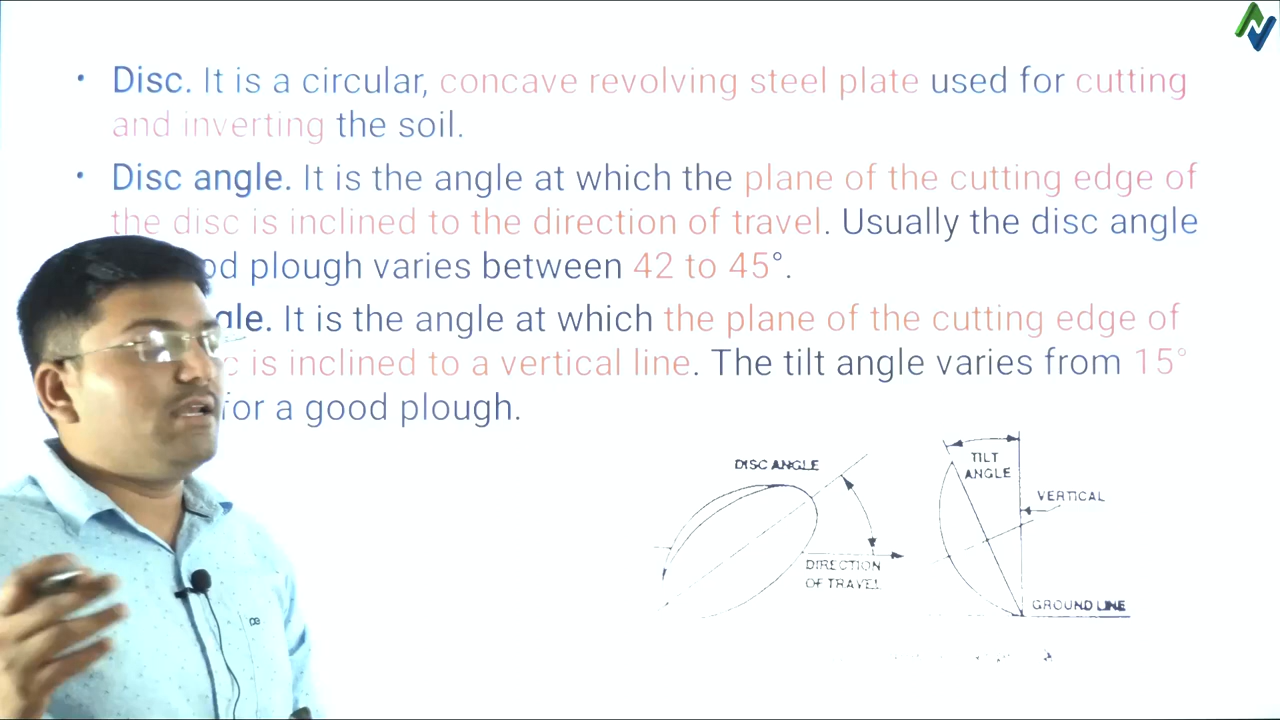 • Disc. It is a circular, concave revolving steel plate used for cutting
and inverting the soil.
• Disc angle. It is the angle at which the plane of the cutting edge of
the disc is inclined to the direction of travel. Usually the disc angle
plough varies between 42 to 45°.
It is the angle at which the plane of the cutting edge of
is inclined to a vertical line. The tilt angle varies from 15°
for a good plough.
DISC ANGLE
DIRECTION
OF TRAVEL
TILT
ANGLE
VERTICAL
GROUND LINE